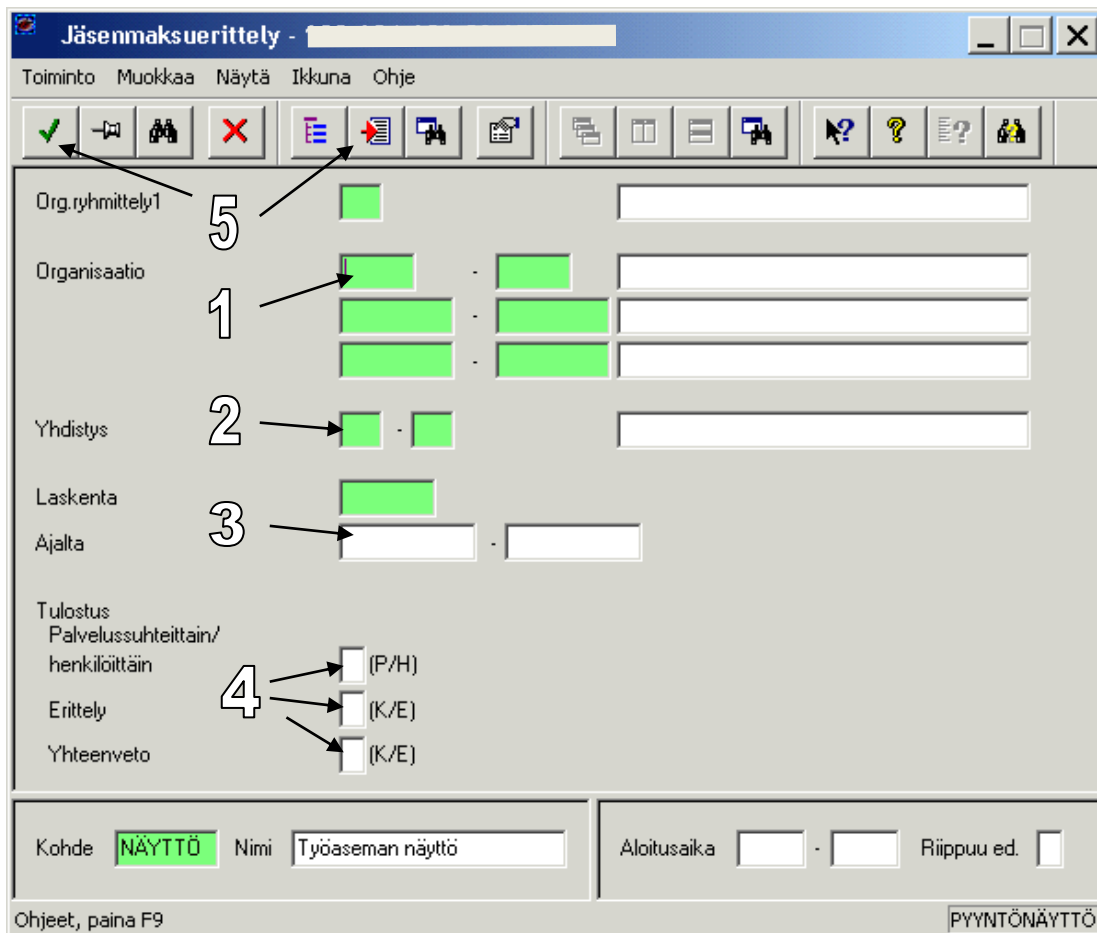 Jäsenmaksuerittely -
Toiminto Muokkaa Näytä Ikkuna Ohje
Org.ryhmittely1
5
Organisaatio - 
-
-
1
Yhdistys 2 -
Laskenta
3
Ajalta -
Tulostus
Palvelussuhteittain/
henkilöittäin (P/H)
4
Erittely (K/E)
Yhteenveto (K/E)
Kohde NÄYTTÖ Nimi Työaseman näyttö Aloitusaika - Riippuu ed.
Ohjeet, paina F9 PYYNTÖNÄYTTÖ